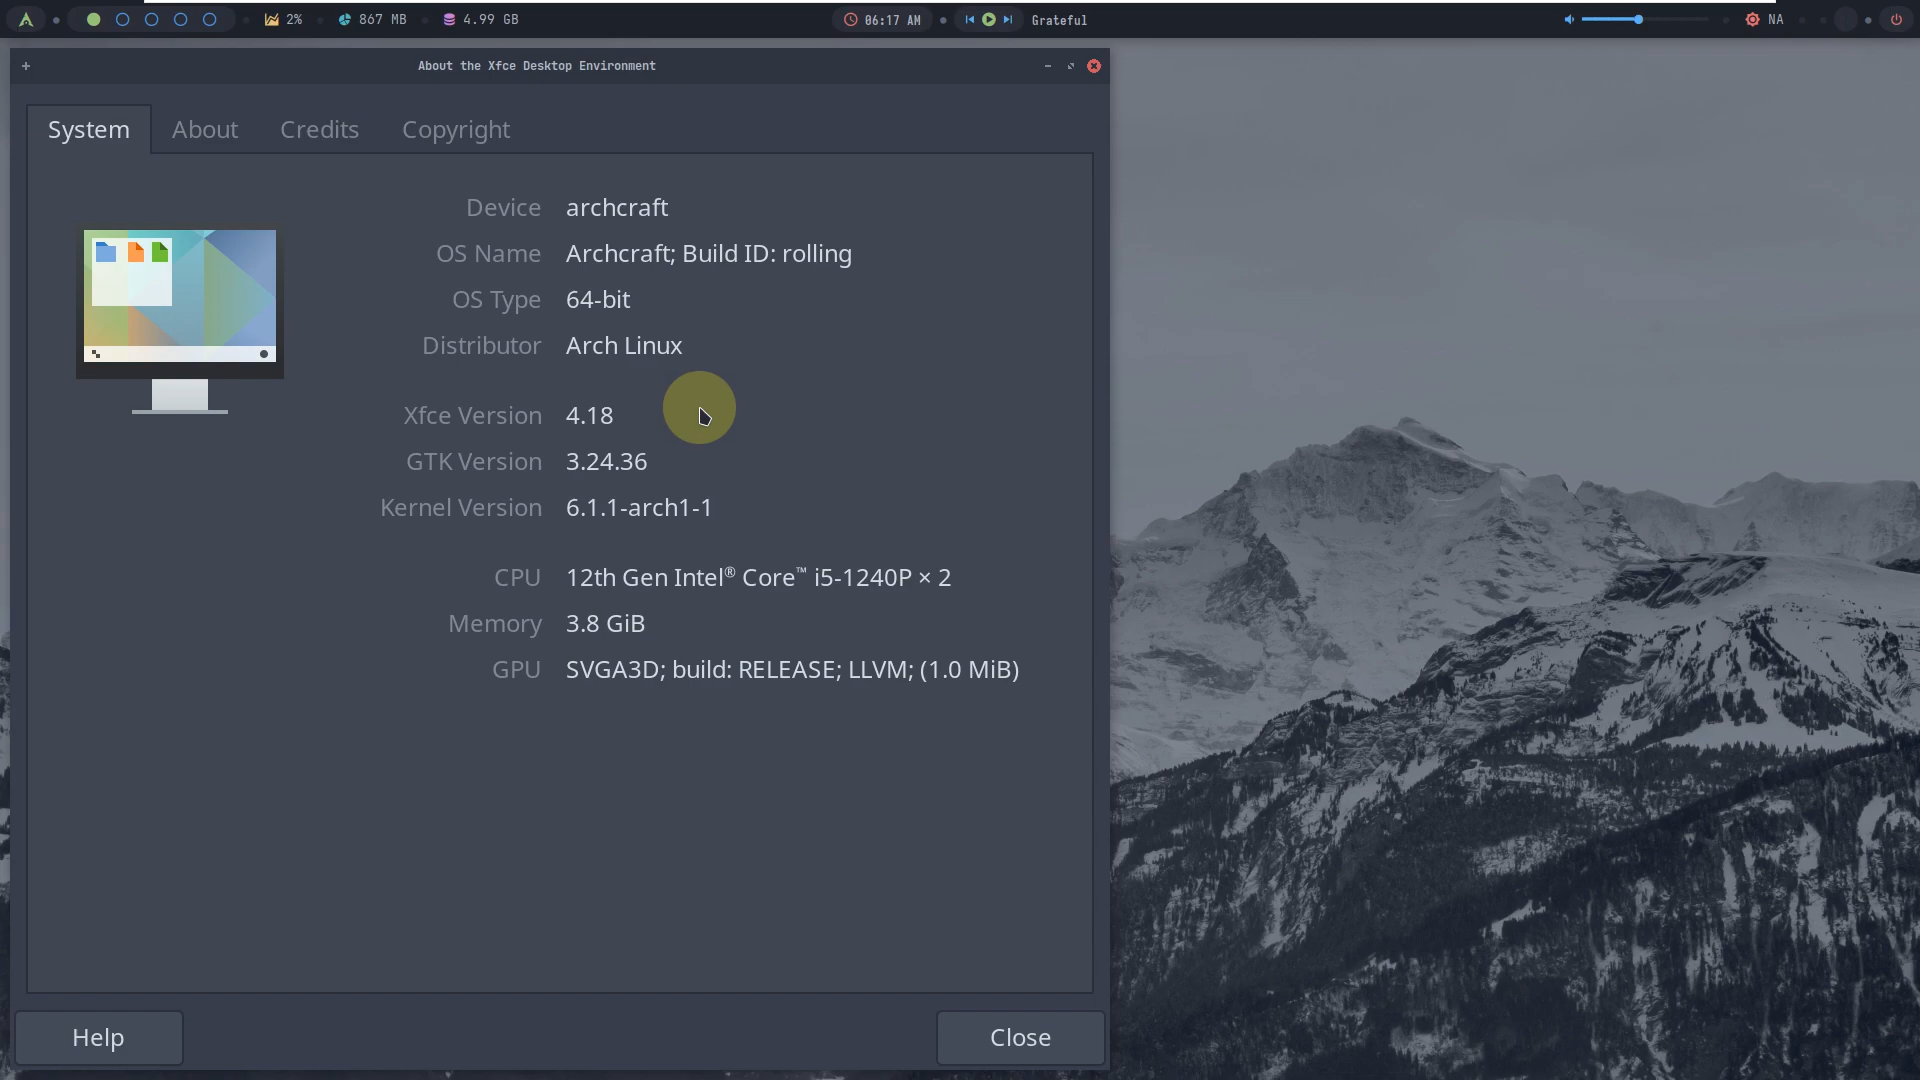 2% 867 MB 4.99 GB 06:17 AM Grateful NA
About the Xfce Desktop Environment
System About Credits Copyright
Device archcraft
OS Name Archcraft; Build ID: rolling
OS Type 64-bit
Distributor Arch Linux
Xfce Version 4.18
GTK Version 3.24.36
Kernel Version 6.1.1-arch1-1
CPU 12th Gen Intel® Core™ i5-1240P × 2
Memory 3.8 GiB
GPU SVGA3D; build: RELEASE; LLVM; (1.0 MiB)
Help Close